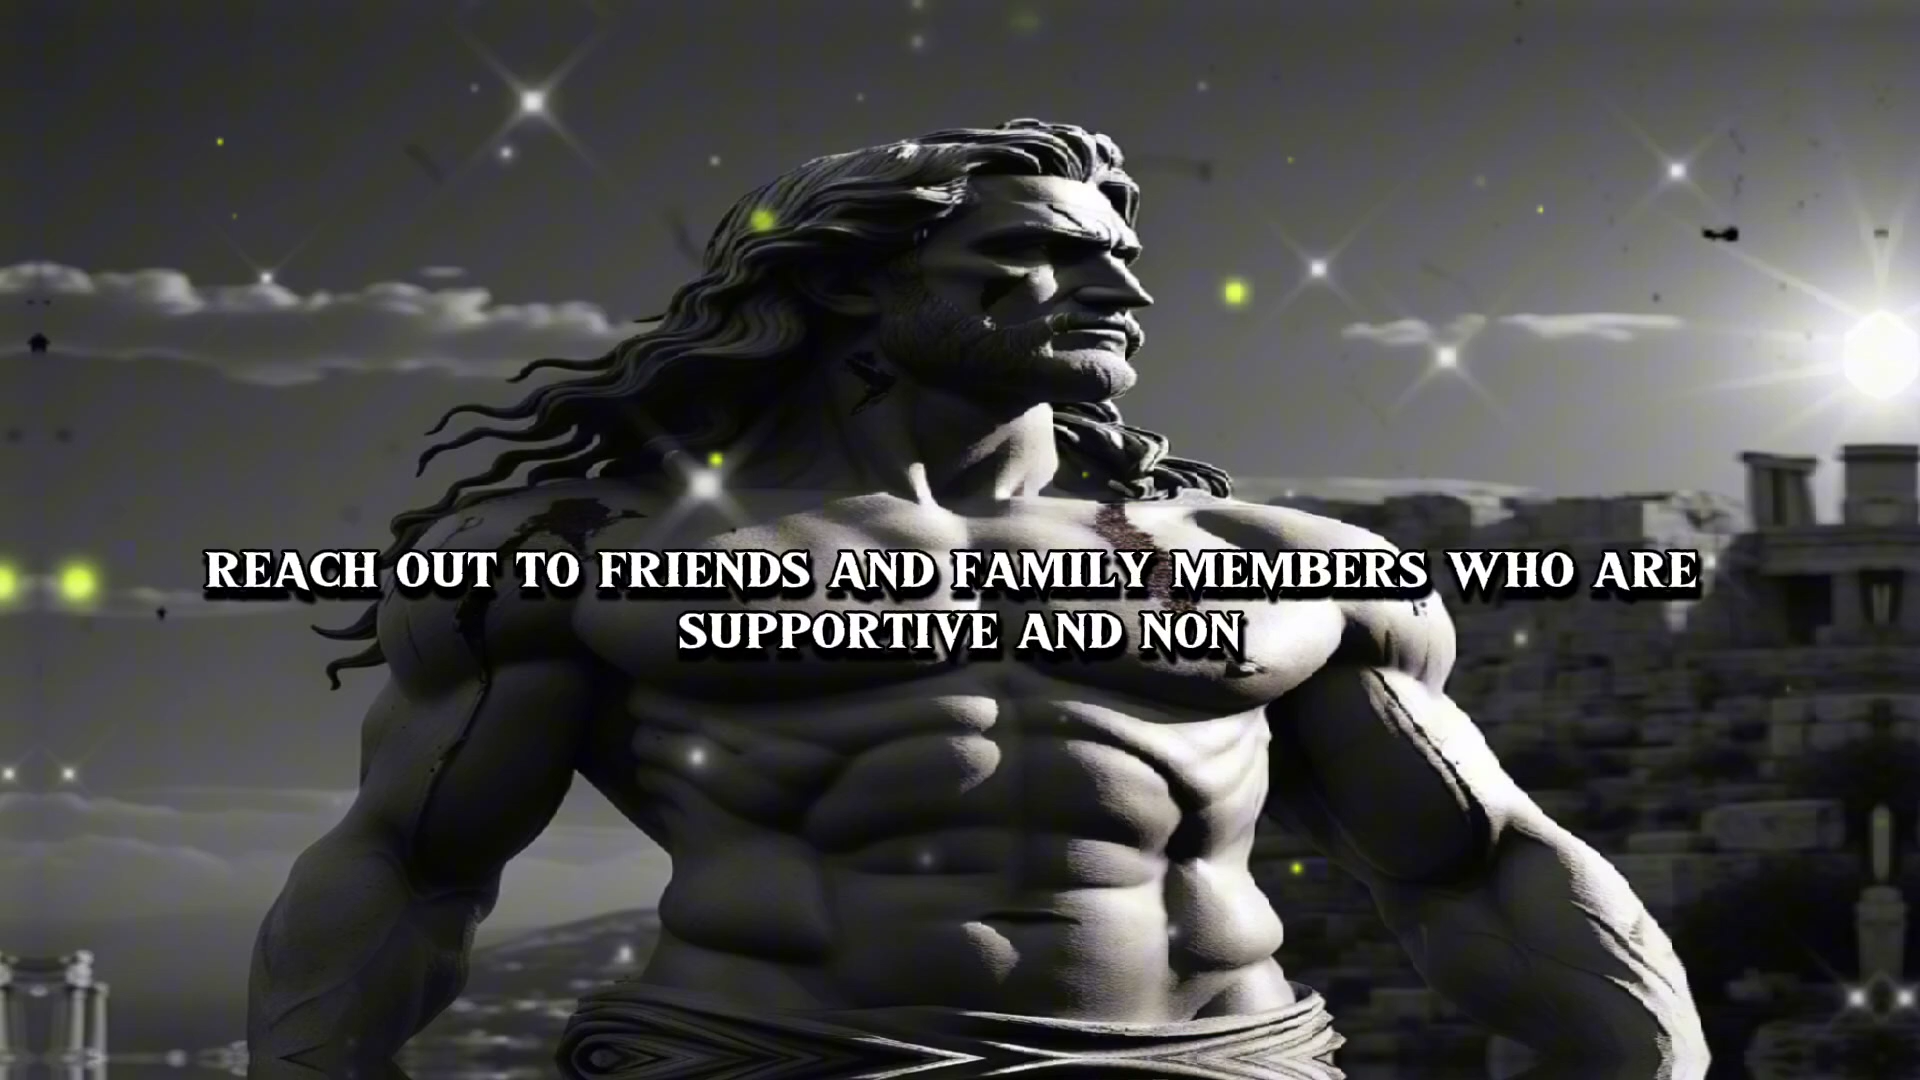 REACH OUT TO FRIENDS AND FAMILY MEMBERS WHO ARE
SUPPORTIVE AND NON